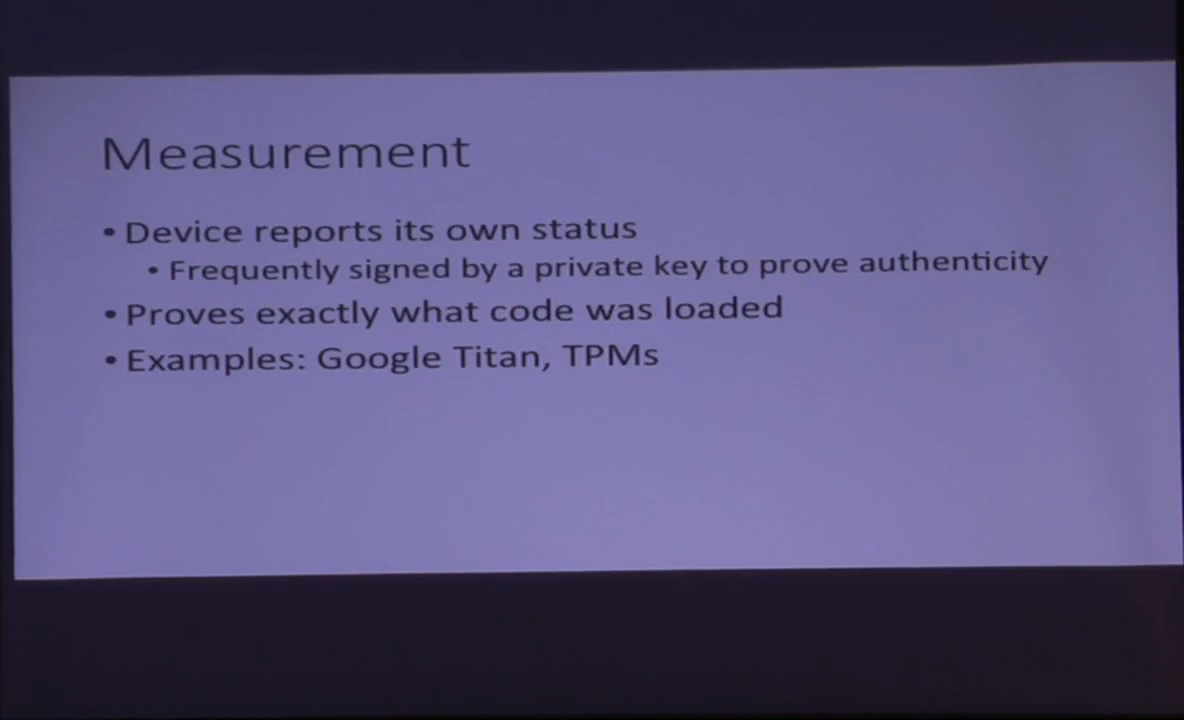 Measurement
• Device reports its own status
• Frequently signed by a private key to prove authenticity
• Proves exactly what code was loaded
• Examples: Google Titan, TPMs